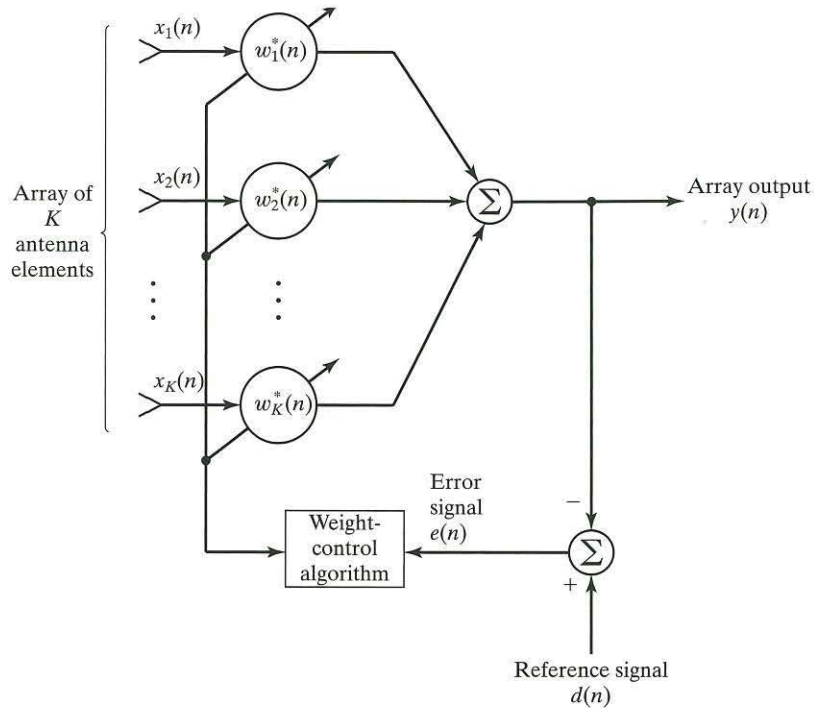 x₁(n)
w₁*(n)
x₂(n)
w₂*(n)
Array of
K
antenna
elements
Σ
Array output
y(n)
x_K(n)
w_K*(n)
Error
signal
e(n)
Weight-
control
algorithm
−
Σ
+
Reference signal
d(n)